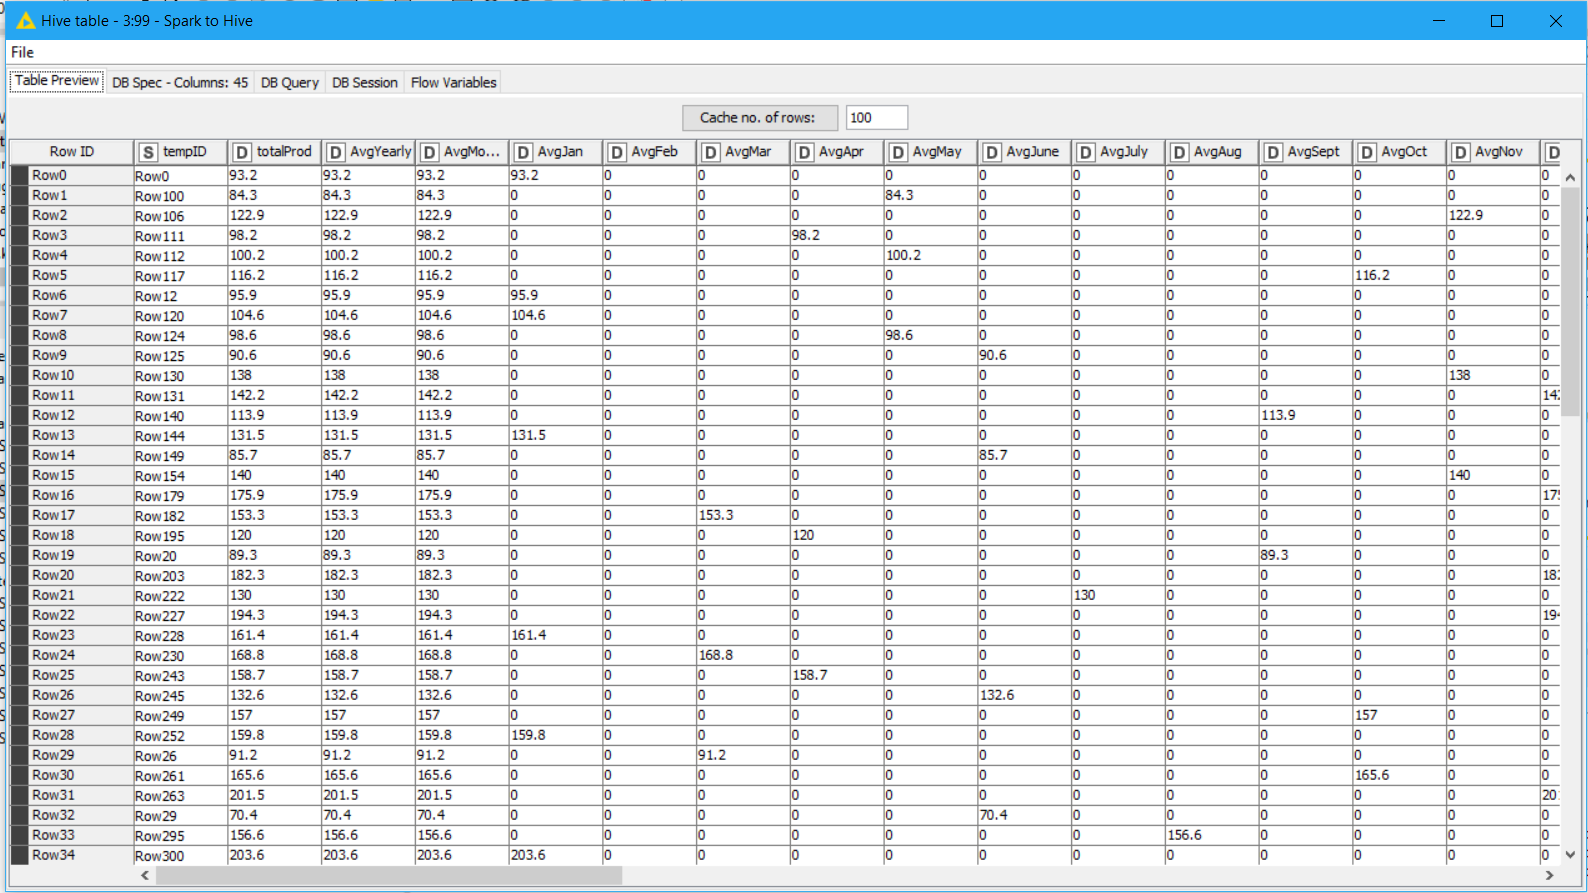 Hive table - 3:99 - Spark to Hive
File
Table Preview DB Spec - Columns: 45 DB Query DB Session Flow Variables
Cache no. of rows: 100
Row ID S tempID D totalProd D AvgYearly D AvgMo... D AvgJan D AvgFeb D AvgMar D AvgApr D AvgMay D AvgJune D AvgJuly D AvgAug D AvgSept D AvgOct D AvgNov D
Row0 Row0 93.2 93.2 93.2 93.2 0 0 0 0 0 0 0 0 0 0 0
Row1 Row100 84.3 84.3 84.3 0 0 0 0 84.3 0 0 0 0 0 0 0
Row2 Row106 122.9 122.9 122.9 0 0 0 0 0 0 0 0 0 0 122.9 0
Row3 Row111 98.2 98.2 98.2 0 0 0 98.2 0 0 0 0 0 0 0 0
Row4 Row112 100.2 100.2 100.2 0 0 0 0 100.2 0 0 0 0 0 0 0
Row5 Row117 116.2 116.2 116.2 0 0 0 0 0 0 0 0 0 116.2 0 0
Row6 Row12 95.9 95.9 95.9 95.9 0 0 0 0 0 0 0 0 0 0 0
Row7 Row120 104.6 104.6 104.6 104.6 0 0 0 0 0 0 0 0 0 0 0
Row8 Row124 98.6 98.6 98.6 0 0 0 0 98.6 0 0 0 0 0 0 0
Row9 Row125 90.6 90.6 90.6 0 0 0 0 0 90.6 0 0 0 0 0 0
Row10 Row130 138 138 138 0 0 0 0 0 0 0 0 0 0 138 0
Row11 Row131 142.2 142.2 142.2 0 0 0 0 0 0 0 0 0 0 0
Row12 Row140 113.9 113.9 113.9 0 0 0 0 0 0 0 0 113.9 0 0 0
Row13 Row144 131.5 131.5 131.5 131.5 0 0 0 0 0 0 0 0 0 0 0
Row14 Row149 85.7 85.7 85.7 0 0 0 0 0 85.7 0 0 0 0 0 0
Row15 Row154 140 140 140 0 0 0 0 0 0 0 0 0 0 140 0
Row16 Row179 175.9 175.9 175.9 0 0 0 0 0 0 0 0 0 0 0
Row17 Row182 153.3 153.3 153.3 0 0 153.3 0 0 0 0 0 0 0 0 0
Row18 Row195 120 120 120 0 0 0 120 0 0 0 0 0 0 0 0
Row19 Row20 89.3 89.3 89.3 0 0 0 0 0 0 0 0 89.3 0 0 0
Row20 Row203 182.3 182.3 182.3 0 0 0 0 0 0 0 0 0 0 0
Row21 Row222 130 130 130 0 0 0 0 0 0 130 0 0 0 0 0
Row22 Row227 194.3 194.3 194.3 0 0 0 0 0 0 0 0 0 0 0
Row23 Row228 161.4 161.4 161.4 161.4 0 0 0 0 0 0 0 0 0 0 0
Row24 Row230 168.8 168.8 168.8 0 0 168.8 0 0 0 0 0 0 0 0 0
Row25 Row243 158.7 158.7 158.7 0 0 0 158.7 0 0 0 0 0 0 0 0
Row26 Row245 132.6 132.6 132.6 0 0 0 0 0 132.6 0 0 0 0 0 0
Row27 Row249 157 157 157 0 0 0 0 0 0 0 0 0 157 0 0
Row28 Row252 159.8 159.8 159.8 159.8 0 0 0 0 0 0 0 0 0 0 0
Row29 Row26 91.2 91.2 91.2 0 0 91.2 0 0 0 0 0 0 0 0 0
Row30 Row261 165.6 165.6 165.6 0 0 0 0 0 0 0 0 0 165.6 0 0
Row31 Row263 201.5 201.5 201.5 0 0 0 0 0 0 0 0 0 0 0
Row32 Row29 70.4 70.4 70.4 0 0 0 0 0 70.4 0 0 0 0 0 0
Row33 Row295 156.6 156.6 156.6 0 0 0 0 0 0 0 156.6 0 0 0 0
Row34 Row300 203.6 203.6 203.6 203.6 0 0 0 0 0 0 0 0 0 0 0